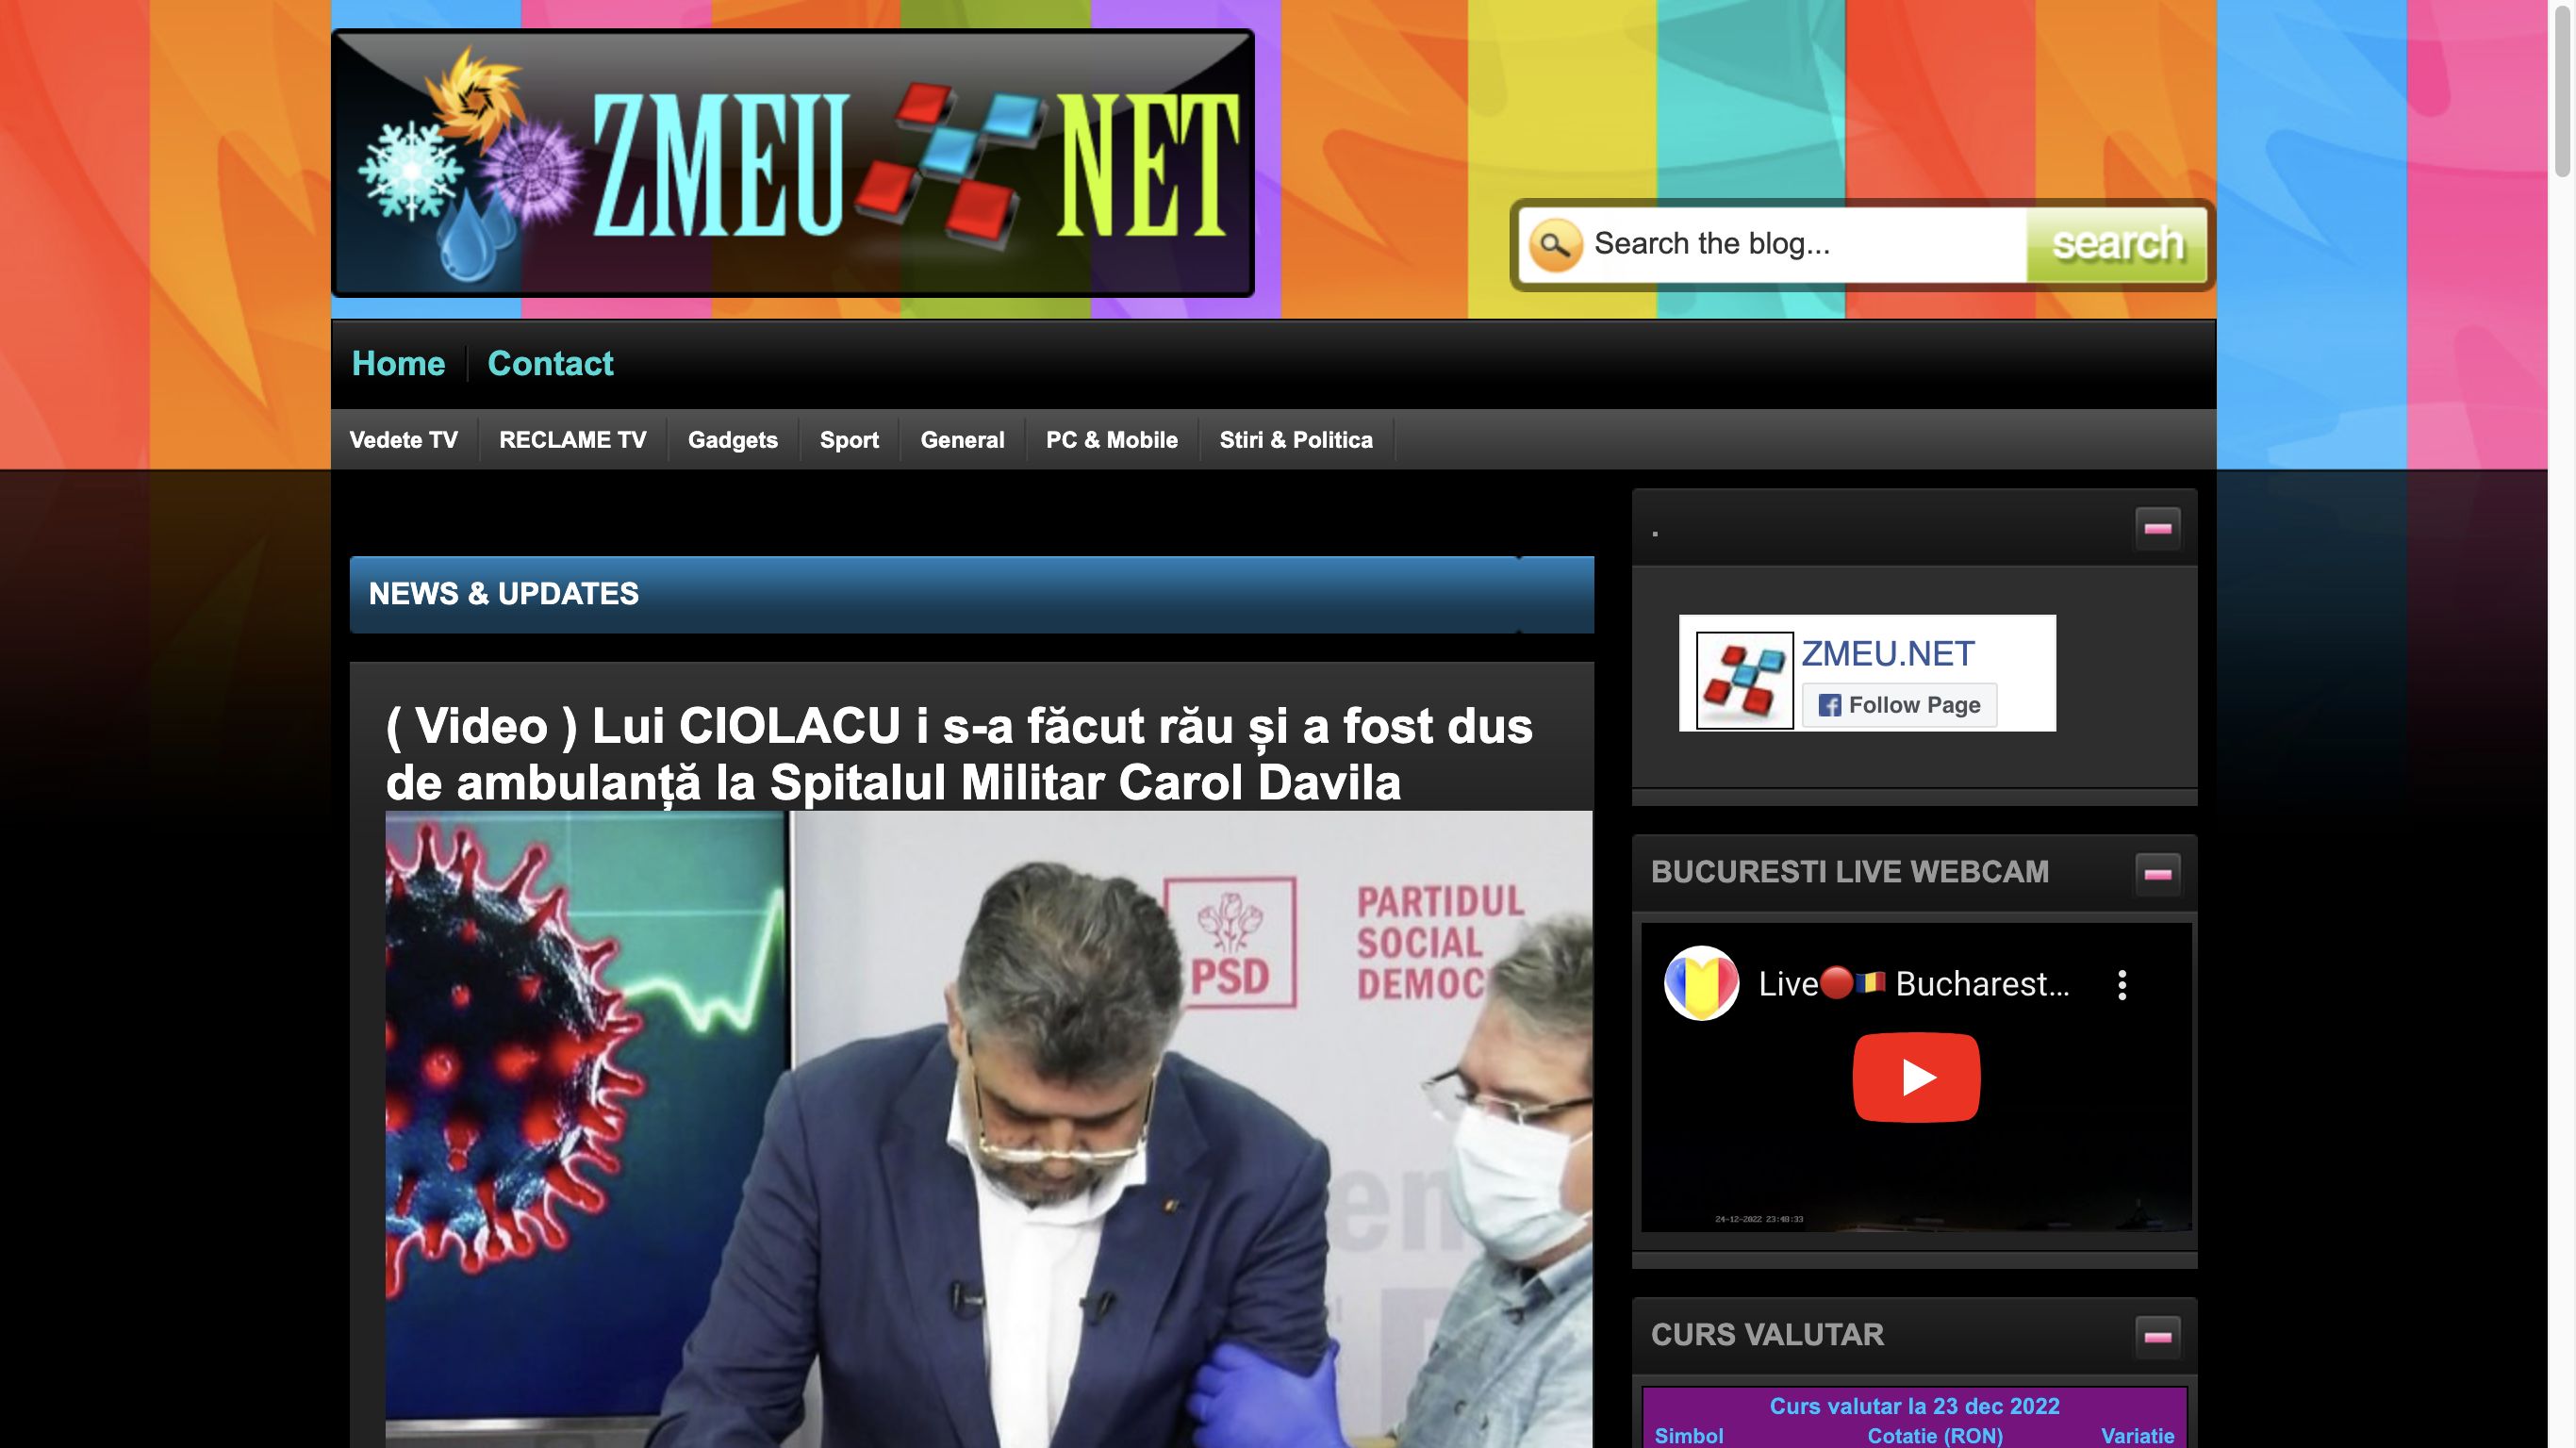 ZMEU NET
Search the blog...
search
Home
Contact
Vedete TV
RECLAME TV
Gadgets
Sport
General
PC & Mobile
Stiri & Politica
NEWS & UPDATES
( Video ) Lui CIOLACU i s-a făcut rău și a fost dus
de ambulanță la Spitalul Militar Carol Davila
PSD
PARTIDUL
SOCIAL
DEMOC
en
.
ZMEU.NET
Follow Page
BUCURESTI LIVE WEBCAM
Live🔴🇷🇴 Bucharest...
24-12-2022 23:48:33
CURS VALUTAR
Curs valutar la 23 dec 2022
Simbol Cotatie (RON) Variatie